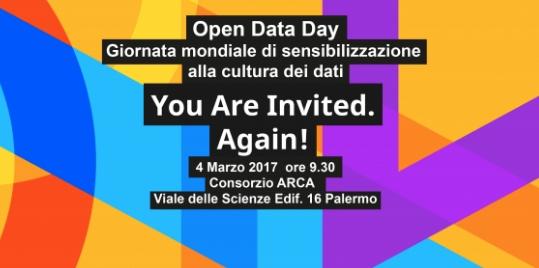 Open Data Day
Giornata mondiale di sensibilizzazione
alla cultura dei dati
You Are Invited.
Again!
4 Marzo 2017 ore 9.30
Consorzio ARCA
Viale delle Scienze Edif. 16 Palermo